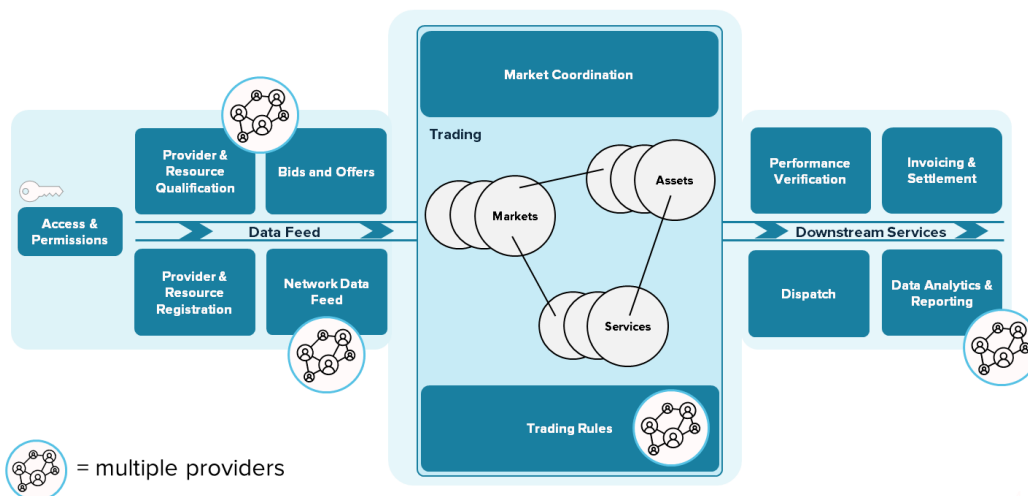 Market Coordination
Trading
Provider &
Resource
Qualification
Bids and Offers
Access &
Permissions
Data Feed
Provider &
Resource
Registration
Network Data
Feed
Markets
Assets
Services
Trading Rules
Performance
Verification
Invoicing &
Settlement
Downstream Services
Dispatch
Data Analytics &
Reporting
= multiple providers